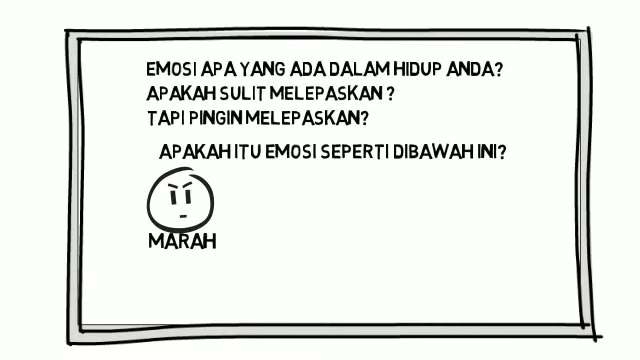 EMOSI APA YANG ADA DALAM HIDUP ANDA?
APAKAH SULIT MELEPASKAN ?
TAPI PINGIN MELEPASKAN?
APAKAH ITU EMOSI SEPERTI DIBAWAH INI?
MARAH